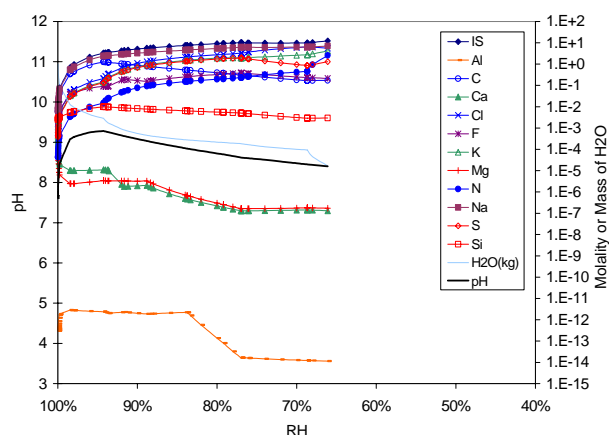 12
11
10
9
8
7
6
5
4
3
pH
100%
90%
80%
70%
60%
50%
40%
RH
1.E+2
1.E+1
1.E+0
1.E-1
1.E-2
1.E-3
1.E-4
1.E-5
1.E-6
1.E-7
1.E-8
1.E-9
1.E-10
1.E-11
1.E-12
1.E-13
1.E-14
1.E-15
Molality or Mass of H2O
IS
Al
C
Ca
Cl
F
K
Mg
N
Na
S
Si
H2O(kg)
pH